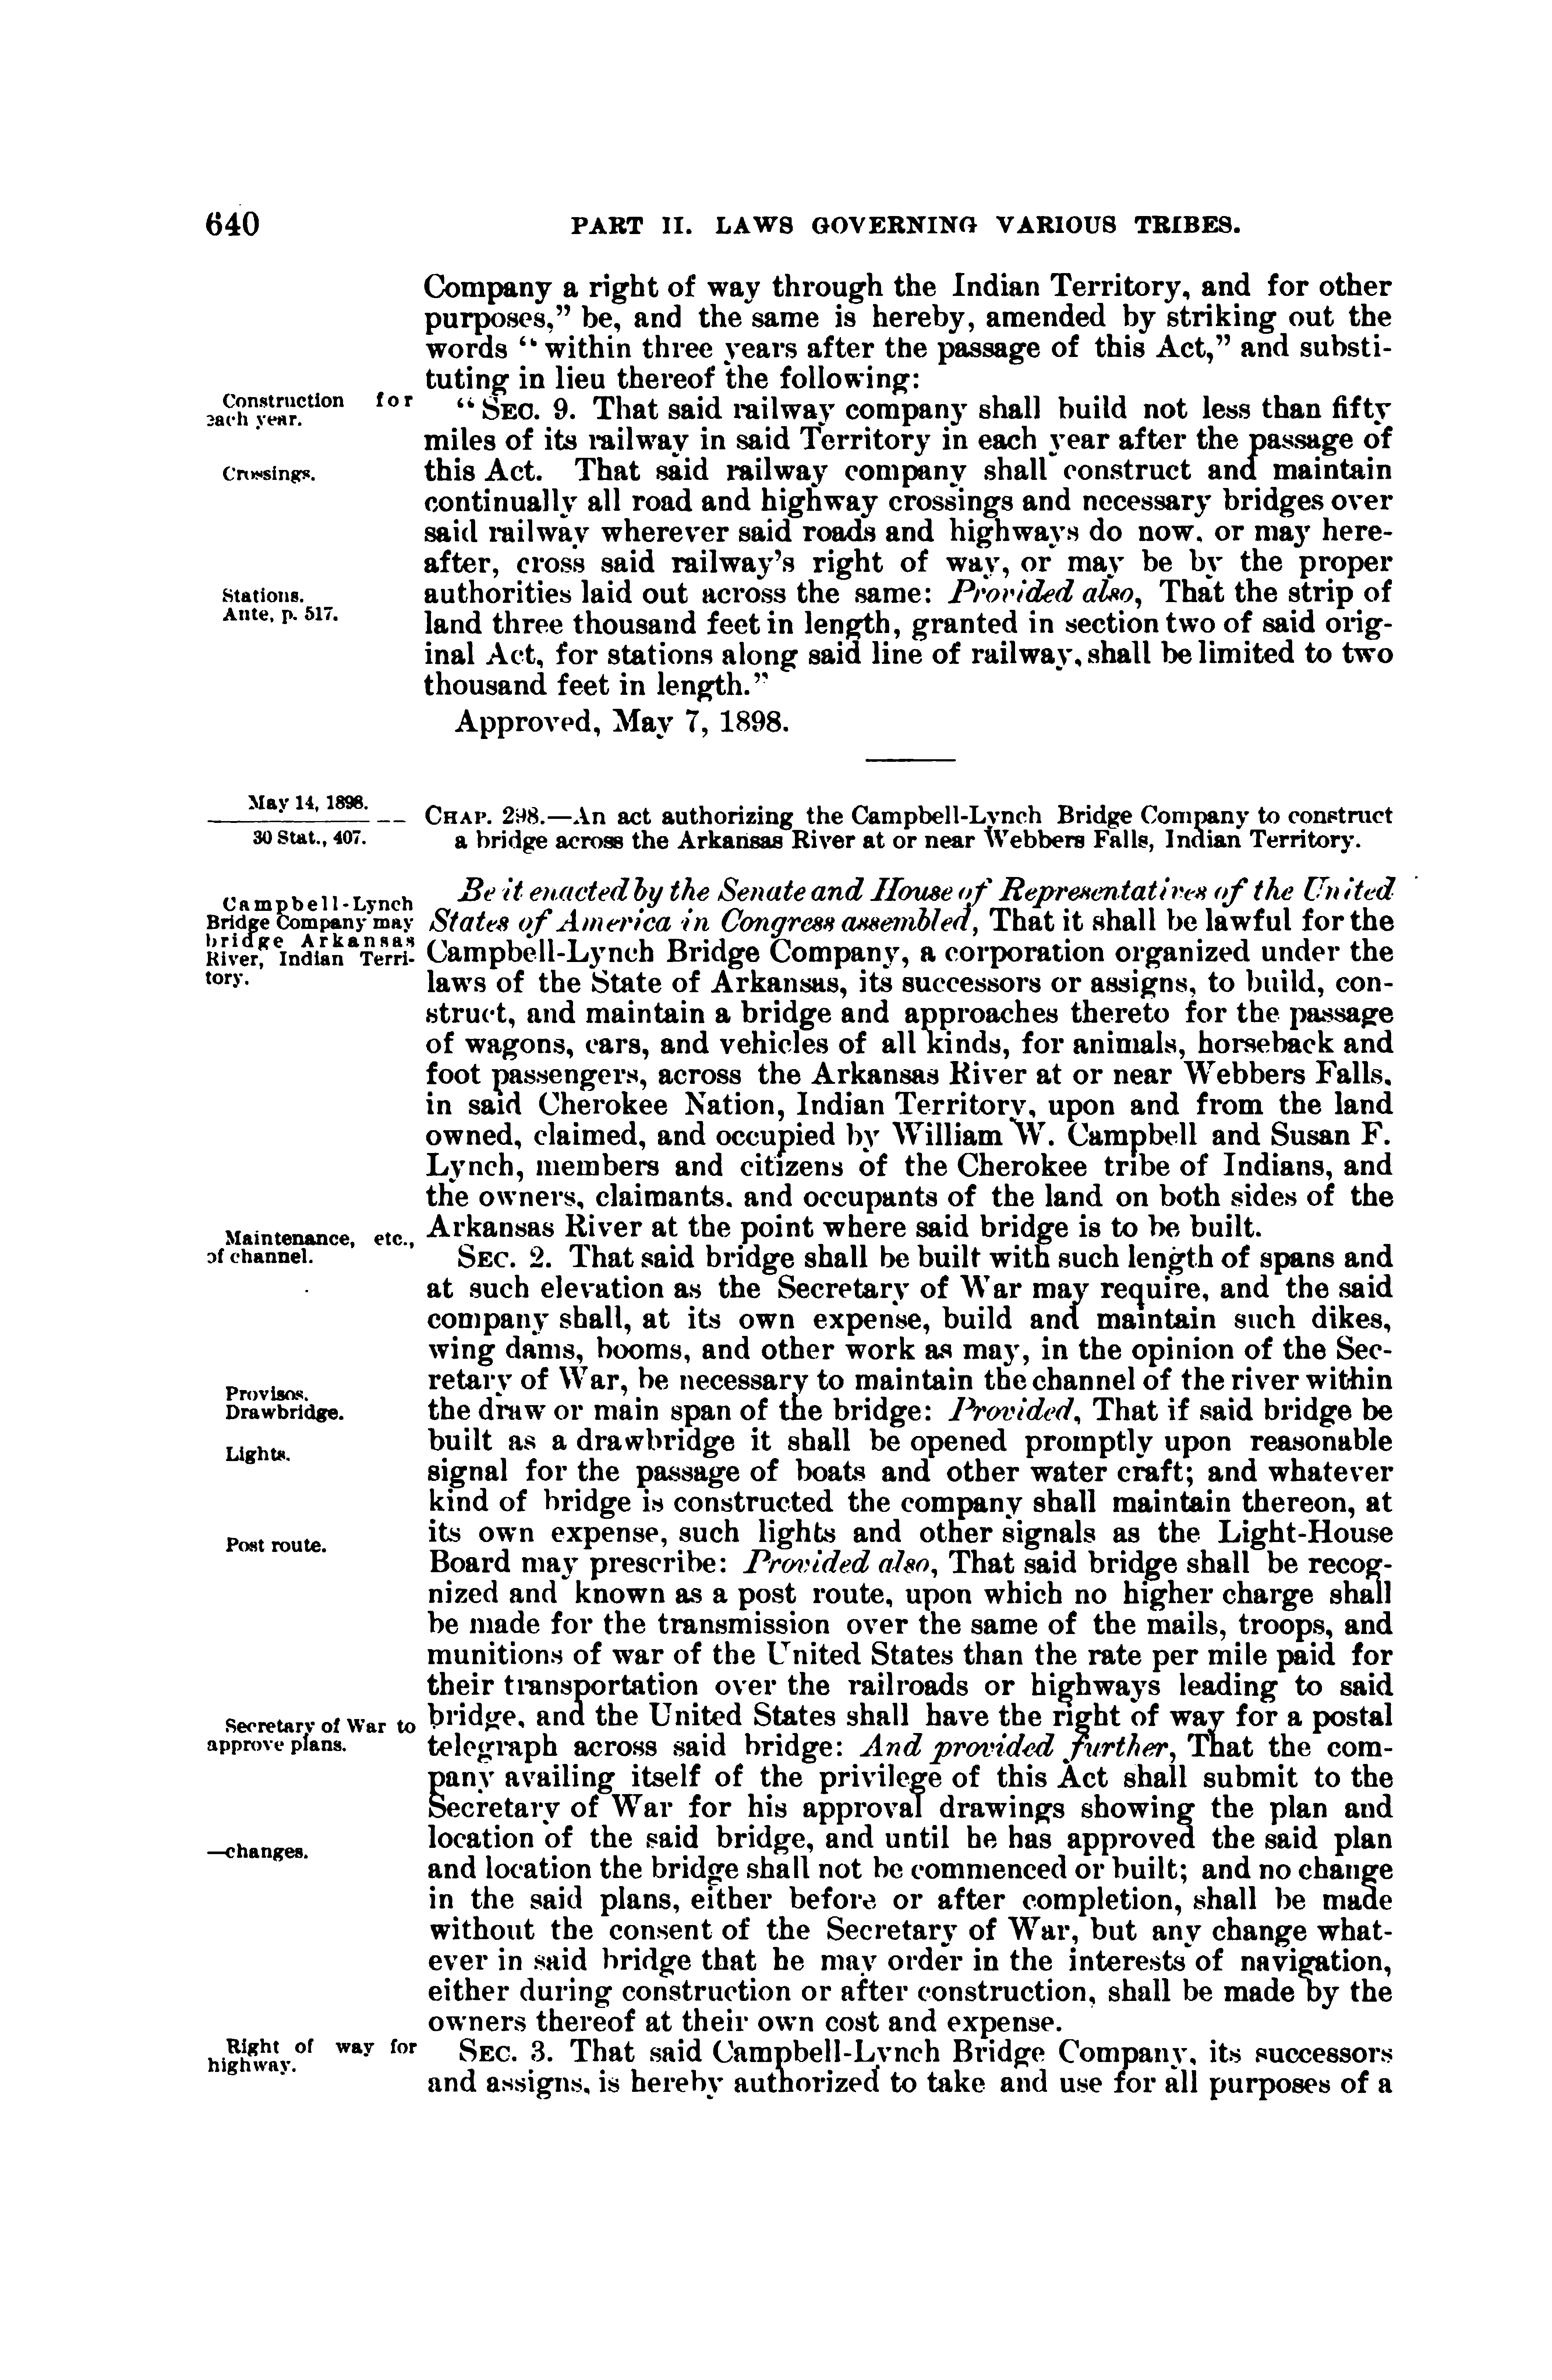 640
PART II. LAWS GOVERNING VARIOUS TRIBES.
Company a right of way through the Indian Territory, and for other
purposes,” be, and the same is hereby, amended by striking out the
words “within three years after the passage of this Act,” and substi-
tuting in lieu thereof the following:
Construction for
each year.
“SEC. 9. That said railway company shall build not less than fifty
miles of its railway in said Territory in each year after the passage of
Crossings.
this Act. That said railway company shall construct and maintain
continually all road and highway crossings and necessary bridges over
said railway wherever said roads and highways do now, or may here-
after, cross said railway’s right of way, or may be by the proper
Stations.
Ante, p. 517.
authorities laid out across the same: Provided also, That the strip of
land three thousand feet in length, granted in section two of said orig-
inal Act, for stations along said line of railway, shall be limited to two
thousand feet in length.”
Approved, May 7, 1898.
May 14, 1898.
30 Stat., 407.
CHAP. 298.—An act authorizing the Campbell-Lynch Bridge Company to construct
a bridge across the Arkansas River at or near Webbers Falls, Indian Territory.
Campbell-Lynch
Bridge Company may
bridge Arkansas
River, Indian Terri-
tory.
Be it enacted by the Senate and House of Representatives of the United
States of America in Congress assembled, That it shall be lawful for the
Campbell-Lynch Bridge Company, a corporation organized under the
laws of the State of Arkansas, its successors or assigns, to build, con-
struct, and maintain a bridge and approaches thereto for the passage
of wagons, cars, and vehicles of all kinds, for animals, horseback and
foot passengers, across the Arkansas River at or near Webbers Falls,
in said Cherokee Nation, Indian Territory, upon and from the land
owned, claimed, and occupied by William W. Campbell and Susan F.
Lynch, members and citizens of the Cherokee tribe of Indians, and
the owners, claimants, and occupants of the land on both sides of the
Arkansas River at the point where said bridge is to be built.
Maintenance, etc.,
of channel.
SEC. 2. That said bridge shall be built with such length of spans and
at such elevation as the Secretary of War may require, and the said
company shall, at its own expense, build and maintain such dikes,
wing dams, booms, and other work as may, in the opinion of the Sec-
retary of War, be necessary to maintain the channel of the river within
Provisos.
Drawbridge.
the draw or main span of the bridge: Provided, That if said bridge be
built as a drawbridge it shall be opened promptly upon reasonable
Lights.
signal for the passage of boats and other water craft; and whatever
kind of bridge is constructed the company shall maintain thereon, at
its own expense, such lights and other signals as the Light-House
Post route.
Board may prescribe: Provided also, That said bridge shall be recog-
nized and known as a post route, upon which no higher charge shall
be made for the transmission over the same of the mails, troops, and
munitions of war of the United States than the rate per mile paid for
their transportation over the railroads or highways leading to said
bridge, and the United States shall have the right of way for a postal
Secretary of War to
approve plans.
telegraph across said bridge: And provided further, That the com-
pany availing itself of the privilege of this Act shall submit to the
Secretary of War for his approval drawings showing the plan and
location of the said bridge, and until he has approved the said plan
—changes.
and location the bridge shall not be commenced or built; and no change
in the said plans, either before or after completion, shall be made
without the consent of the Secretary of War, but any change what-
ever in said bridge that he may order in the interests of navigation,
either during construction or after construction, shall be made by the
owners thereof at their own cost and expense.
Right of way for
highway.
SEC. 3. That said Campbell-Lynch Bridge Company, its successors
and assigns, is hereby authorized to take and use for all purposes of a